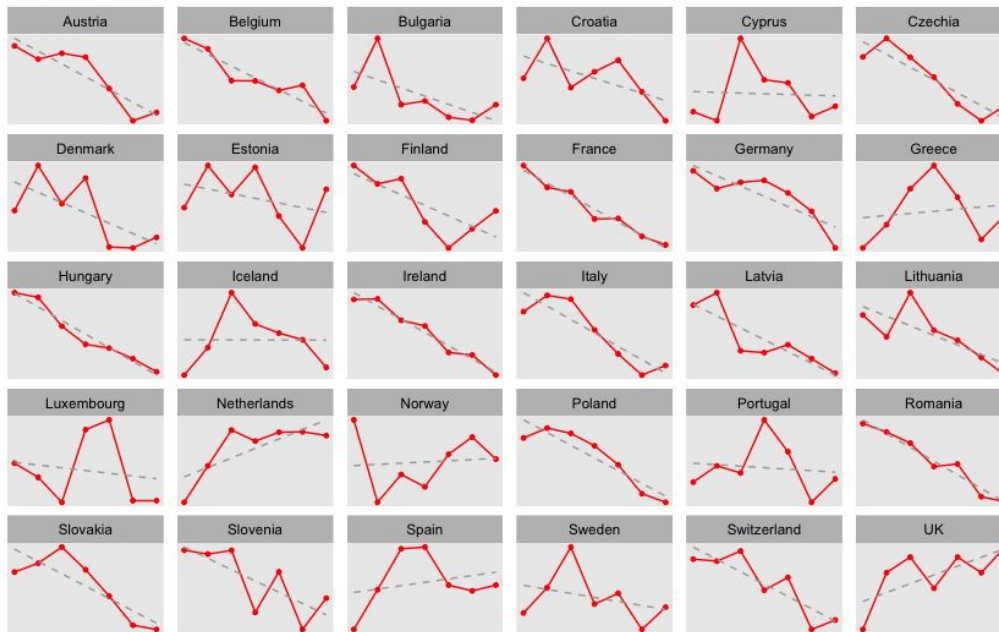 Austria Belgium Bulgaria Croatia Cyprus Czechia
Denmark Estonia Finland France Germany Greece
Hungary Iceland Ireland Italy Latvia Lithuania
Luxembourg Netherlands Norway Poland Portugal Romania
Slovakia Slovenia Spain Sweden Switzerland UK